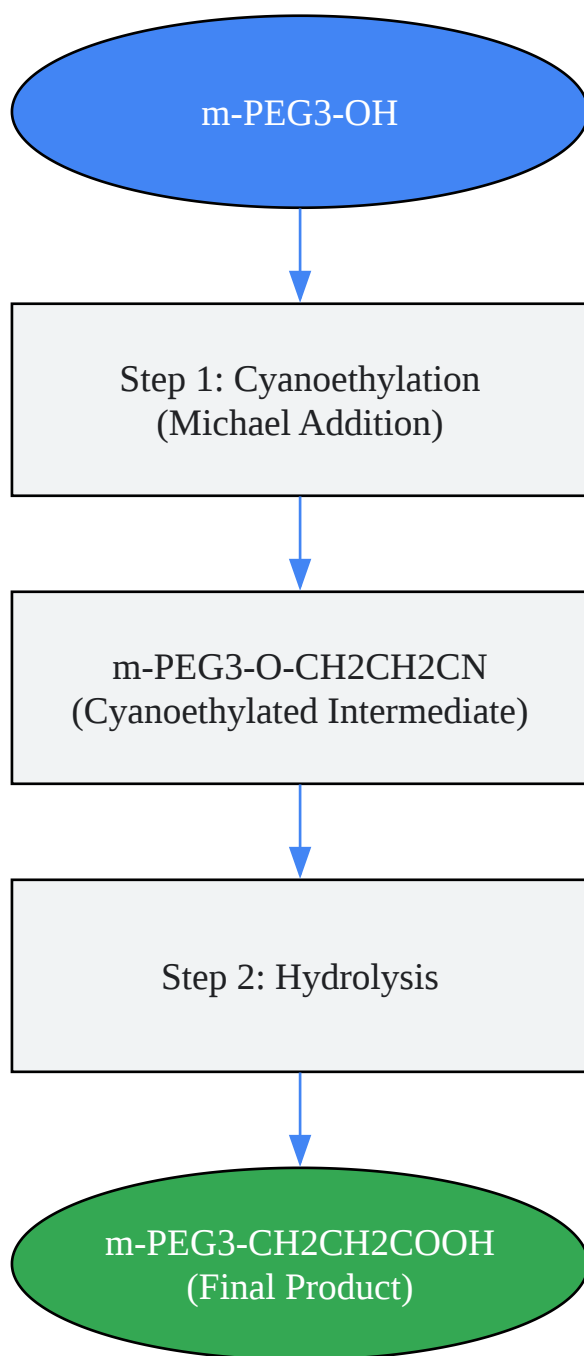 m-PEG3-OH
Step 1: Cyanoethylation
(Michael Addition)
m-PEG3-O-CH2CH2CN
(Cyanoethylated Intermediate)
Step 2: Hydrolysis
m-PEG3-CH2CH2COOH
(Final Product)